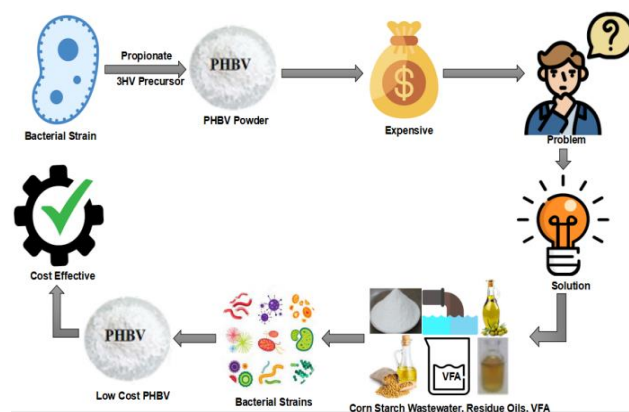 Propionate
3HV Precursor
PHBV
$
?
Bacterial Strain
PHBV Powder
Expensive
Problem
Cost Effective
Solution
PHBV
VFA
Low Cost PHBV
Bacterial Strains
Corn Starch Wastewater, Residue Oils, VFA